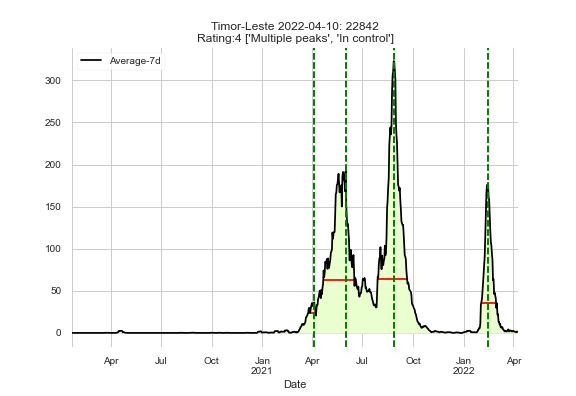 Timor-Leste 2022-04-10: 22842
Rating:4 ['Multiple peaks', 'In control']
Average-7d
300
250
200
150
100
50
0
Apr Jul Oct Jan Apr Jul Oct Jan Apr
2021 2022
Date